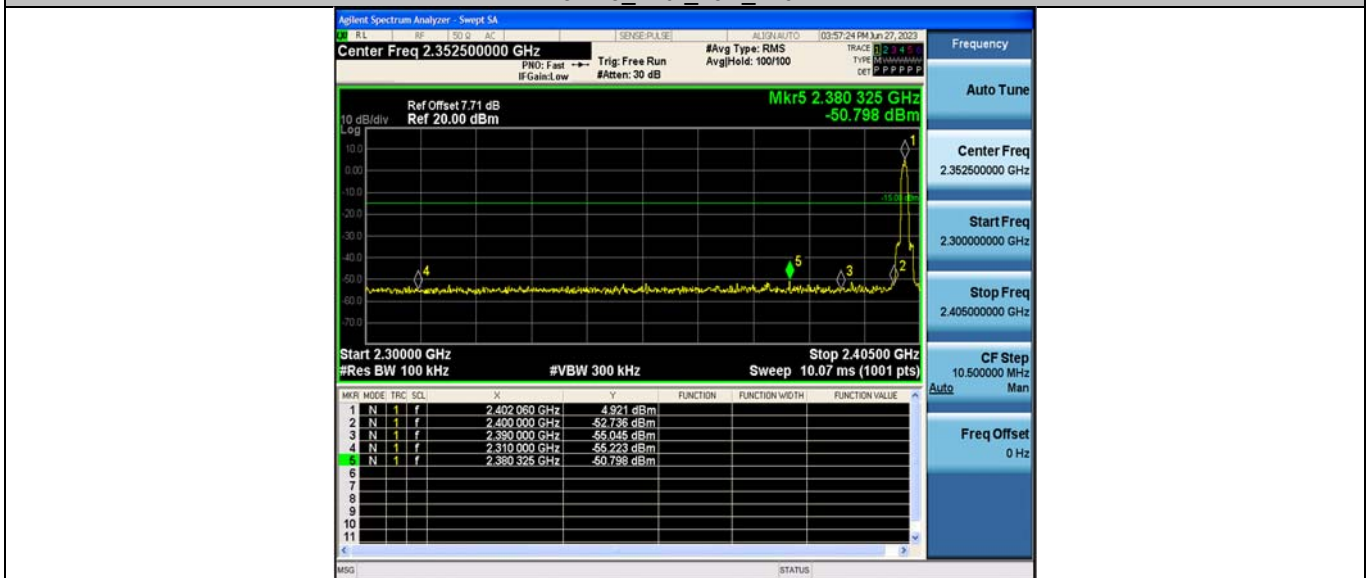 Agilent Spectrum Analyzer - Swept SA
RL RF 50 Ω AC SENSE:PULSE ALIGNAUTO 03:57:24 PM Jun 27, 2023
Center Freq 2.352500000 GHz
PNO: Fast
IFGain:Low
Trig: Free Run
#Atten: 30 dB
#Avg Type: RMS
Avg|Hold: 100/100
TRACE 1 2 3 4 5 6
TYPE M
DET P P P P P P
Mkr5 2.380 325 GHz
-50.798 dBm
Ref Offset 7.71 dB
10 dB/div Ref 20.00 dBm
Log
10.0
0.00
-10.0
-20.0
-30.0
-40.0
-50.0
-60.0
-70.0
-15.08 dBm
1
2
3
4
5
Start 2.30000 GHz Stop 2.40500 GHz
#Res BW 100 kHz #VBW 300 kHz Sweep 10.07 ms (1001 pts)
MKR MODE TRC SCL X Y FUNCTION FUNCTION WIDTH FUNCTION VALUE
1 N 1 f 2.402 060 GHz 4.921 dBm
2 N 1 f 2.400 000 GHz -52.736 dBm
3 N 1 f 2.390 000 GHz -55.045 dBm
4 N 1 f 2.310 000 GHz -55.223 dBm
5 N 1 f 2.380 325 GHz -50.798 dBm
6
7
8
9
10
11
MSG STATUS
Frequency
Auto Tune
Center Freq
2.352500000 GHz
Start Freq
2.300000000 GHz
Stop Freq
2.405000000 GHz
CF Step
10.500000 MHz
Auto Man
Freq Offset
0 Hz